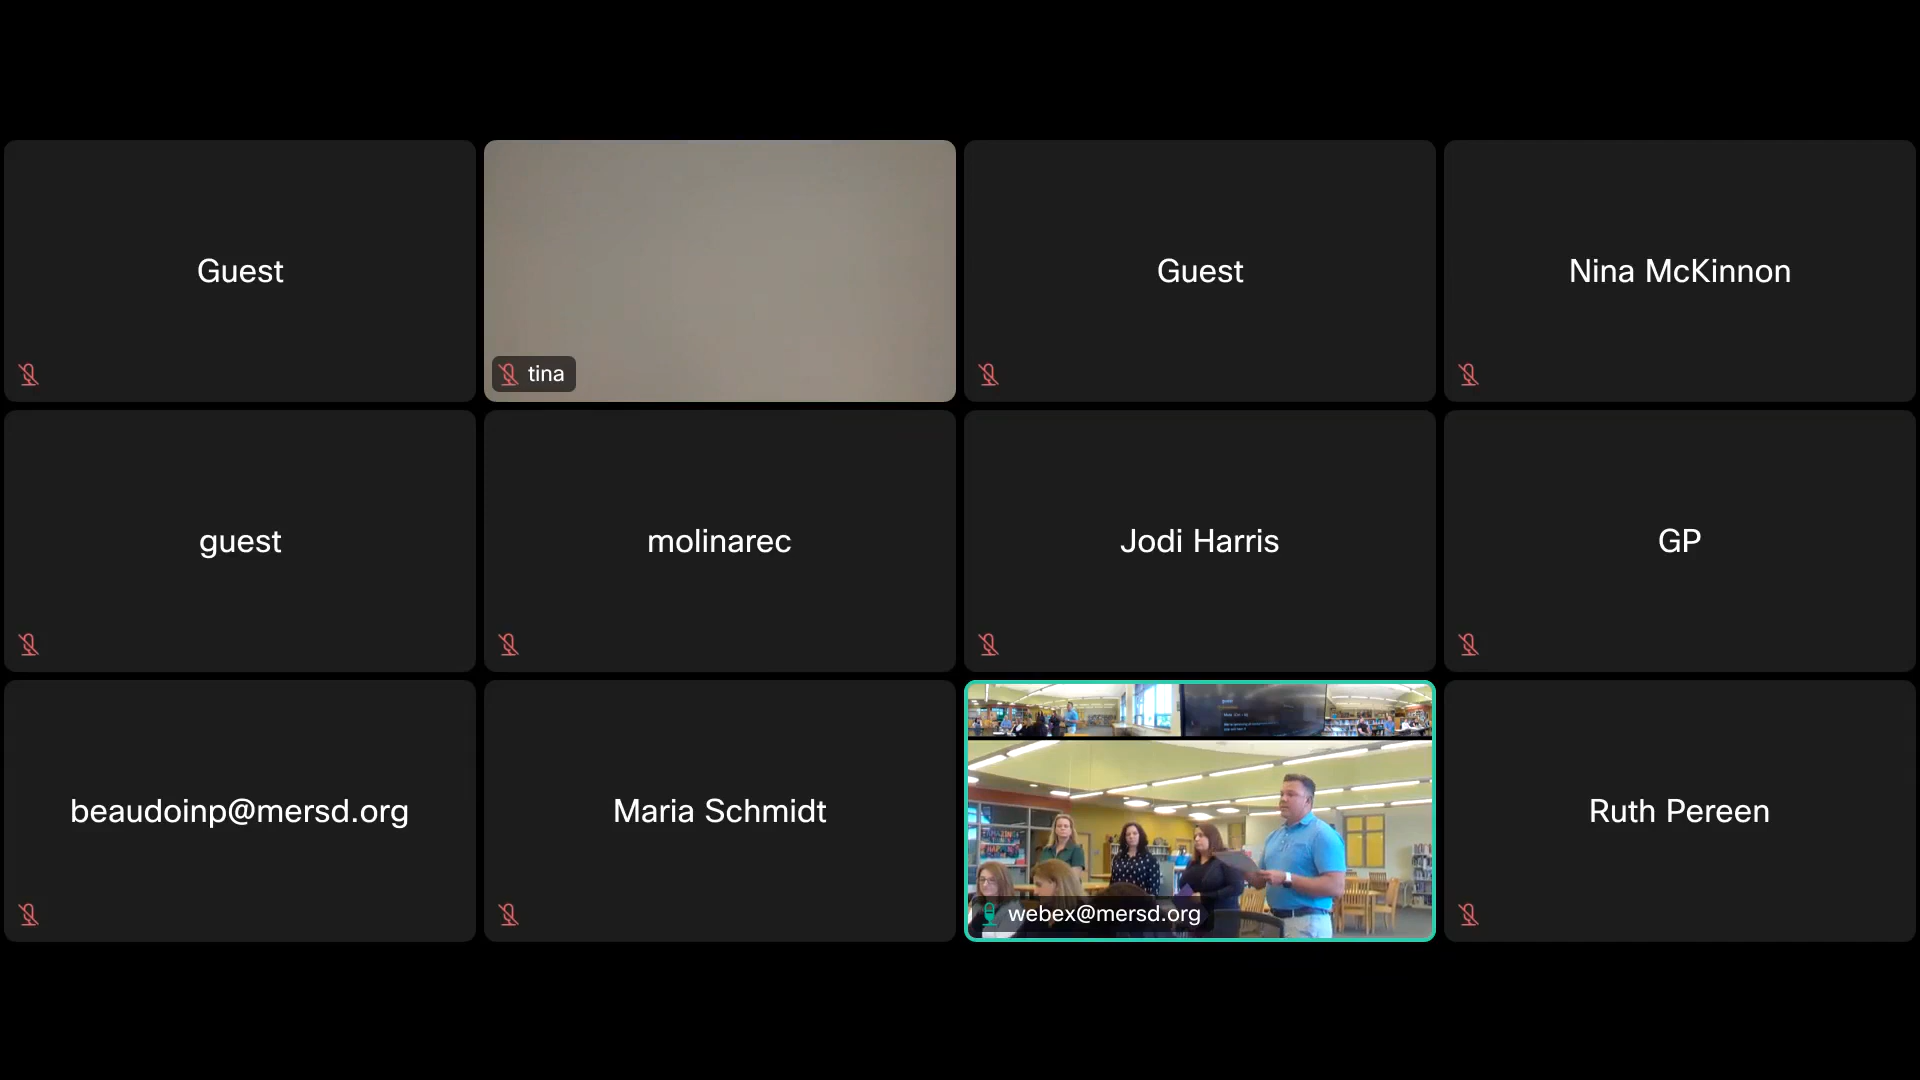 Guest
tina
Guest
Nina McKinnon
guest
molinarec
Jodi Harris
GP
beaudoinp@mersd.org
Maria Schmidt
webex@mersd.org
Ruth Pereen